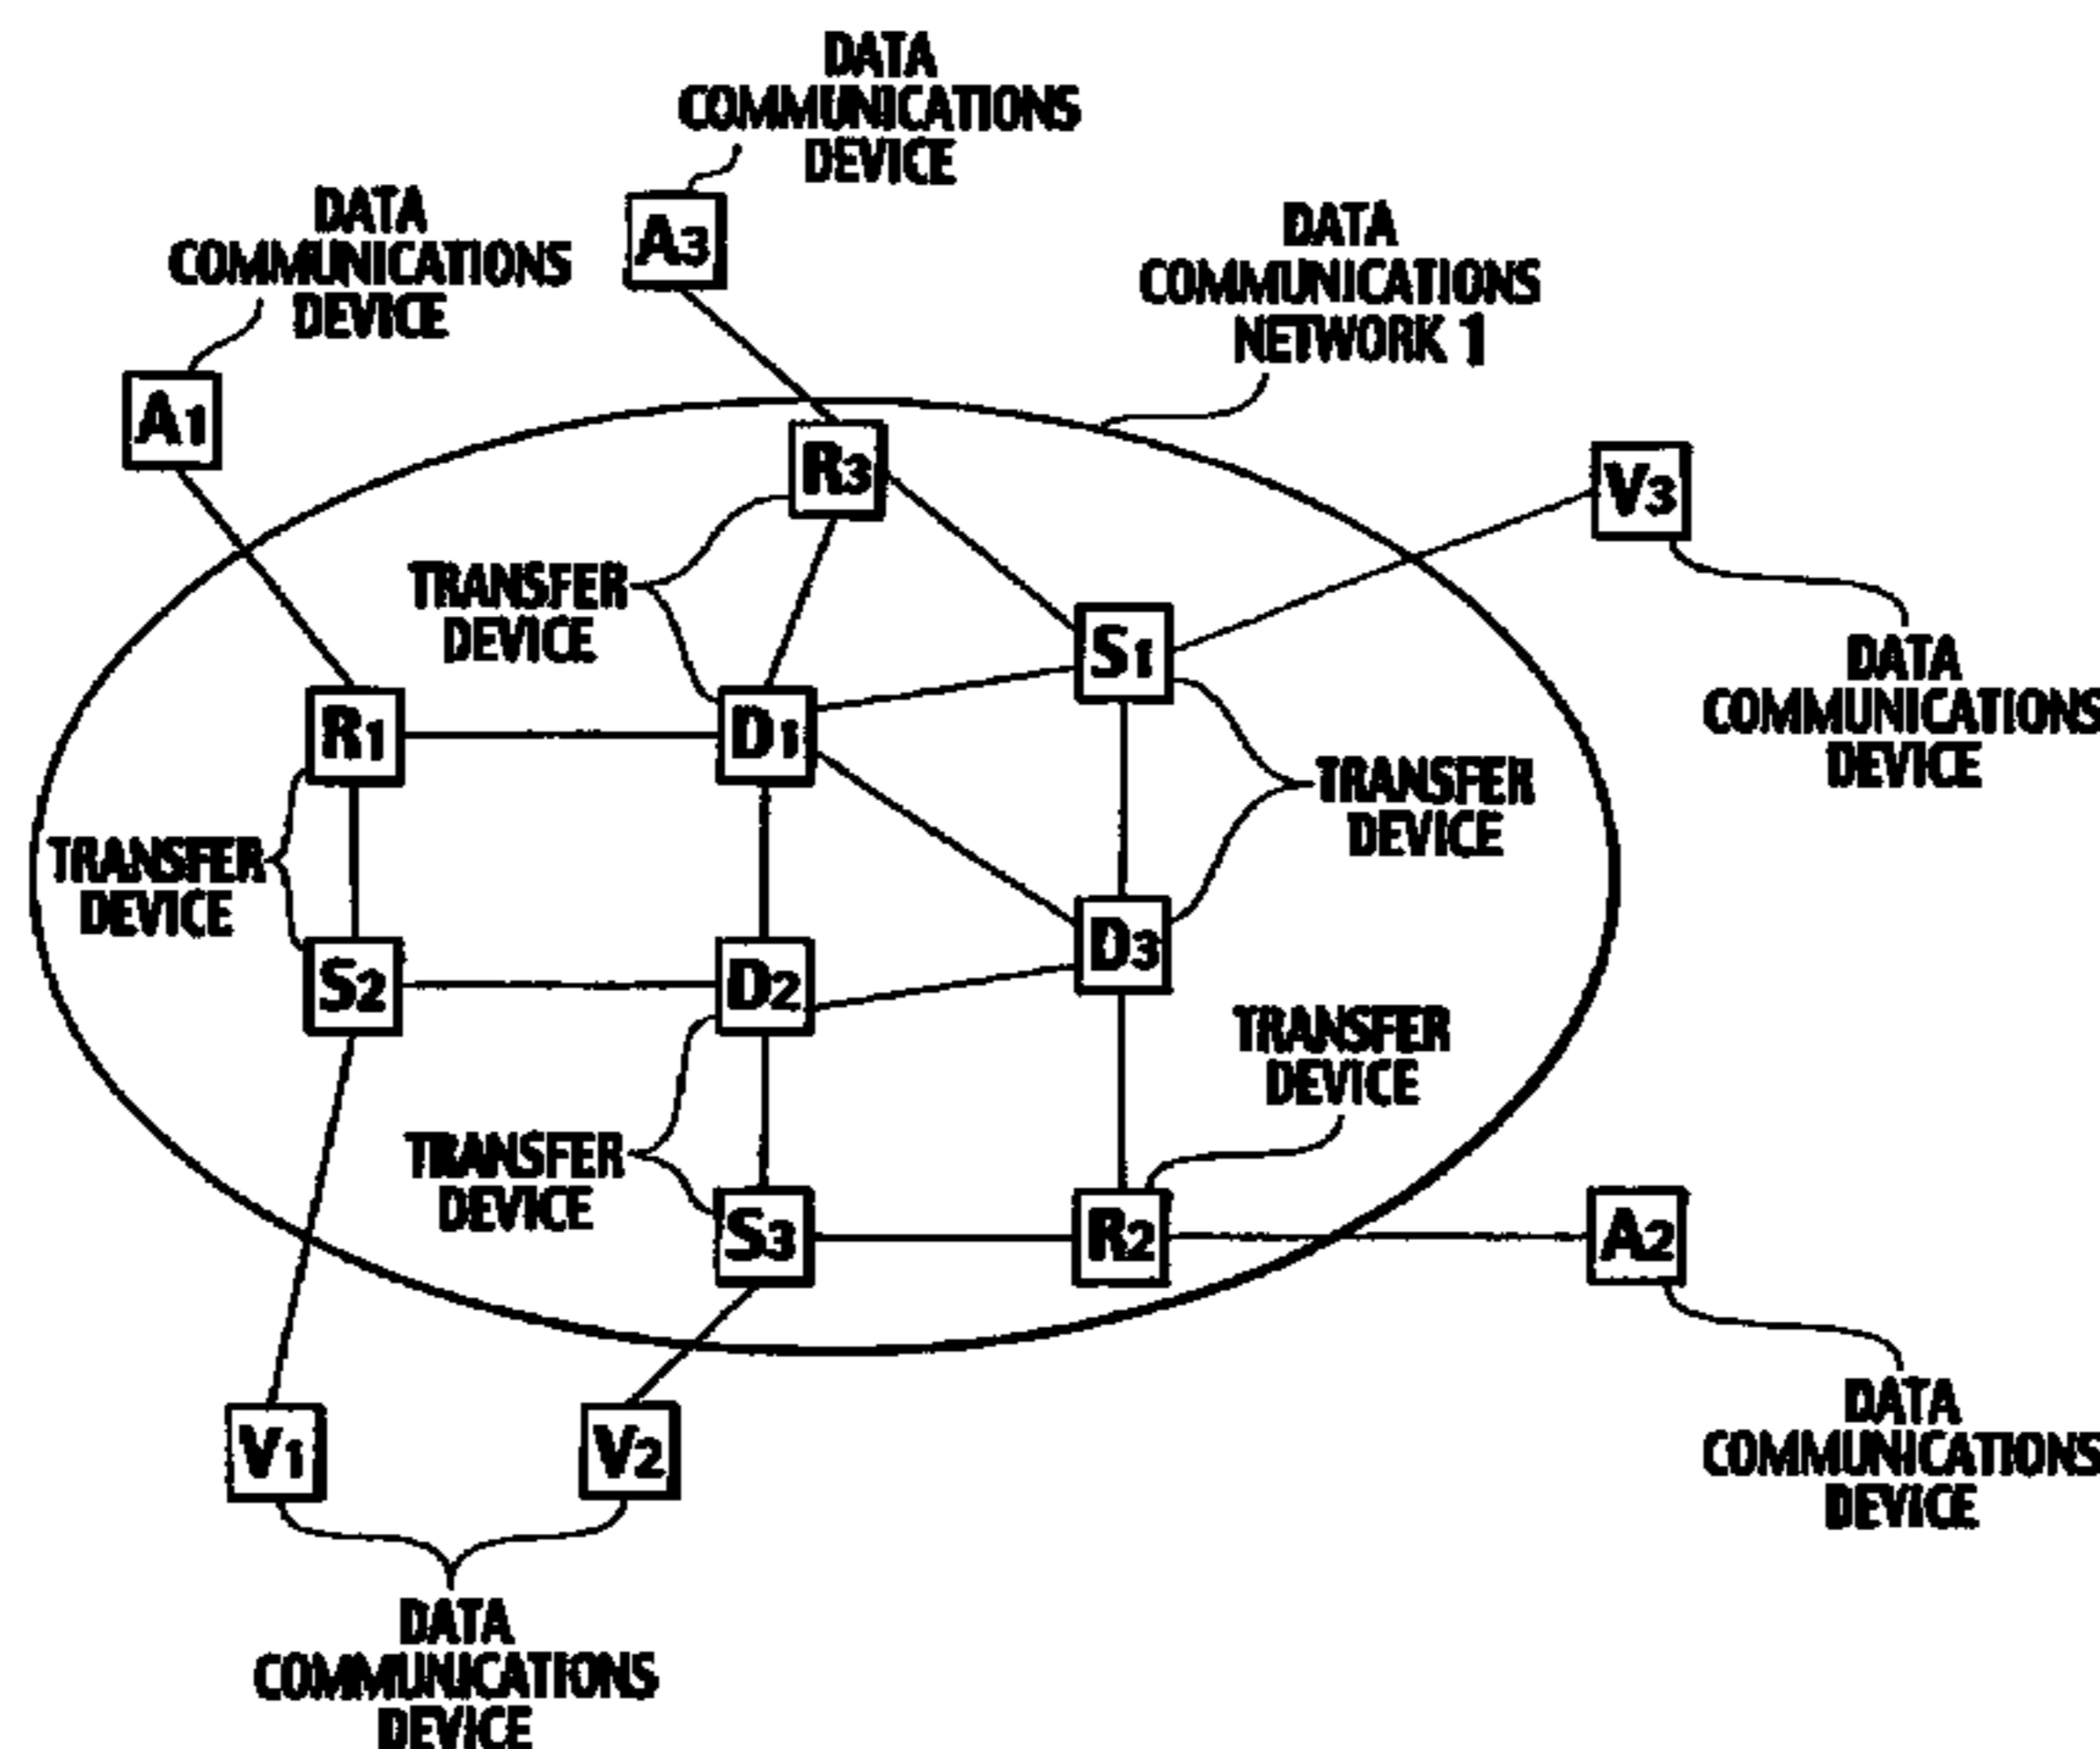 DATA
COMMUNICATIONS
DEVICE
A3
DATA
COMMUNICATIONS
DEVICE
A1
DATA
COMMUNICATIONS
NETWORK 1
R3
V3
TRANSFER
DEVICE
S1
DATA
COMMUNICATIONS
DEVICE
R1
D1
TRANSFER
DEVICE
TRANSFER
DEVICE
S2
D2
D3
TRANSFER
DEVICE
TRANSFER
DEVICE
S3
R2
A2
V1
V2
DATA
COMMUNICATIONS
DEVICE
DATA
COMMUNICATIONS
DEVICE